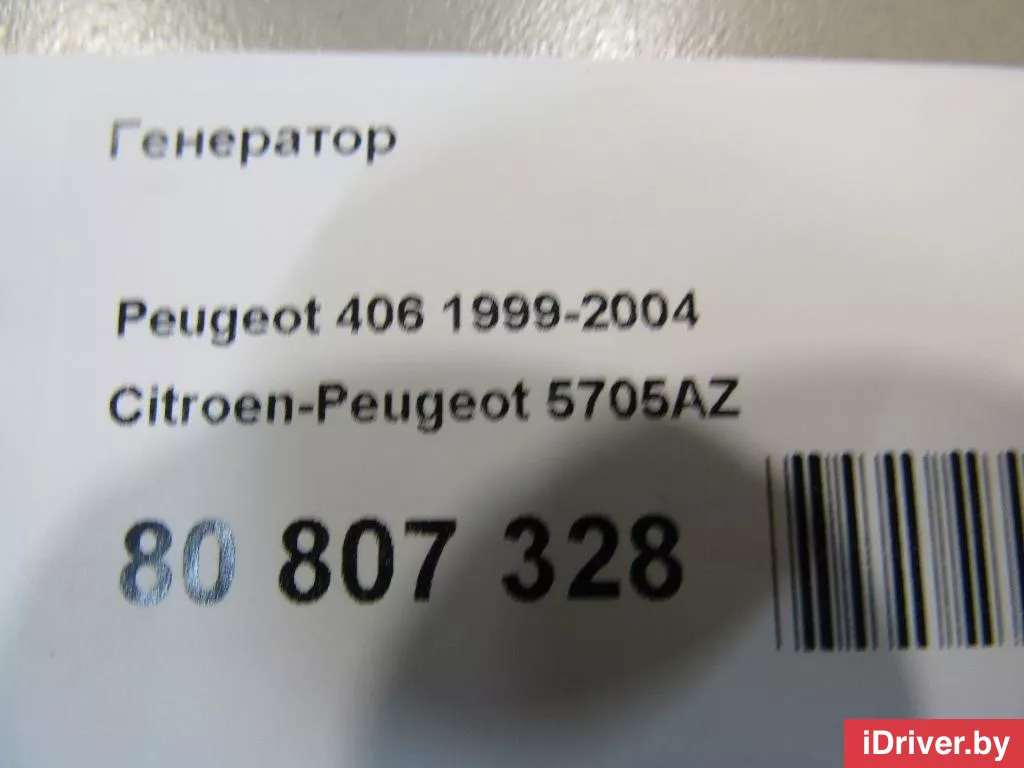 Генератор
Peugeot 406 1999-2004
Citroen-Peugeot 5705AZ
80 807 328
iDriver.by